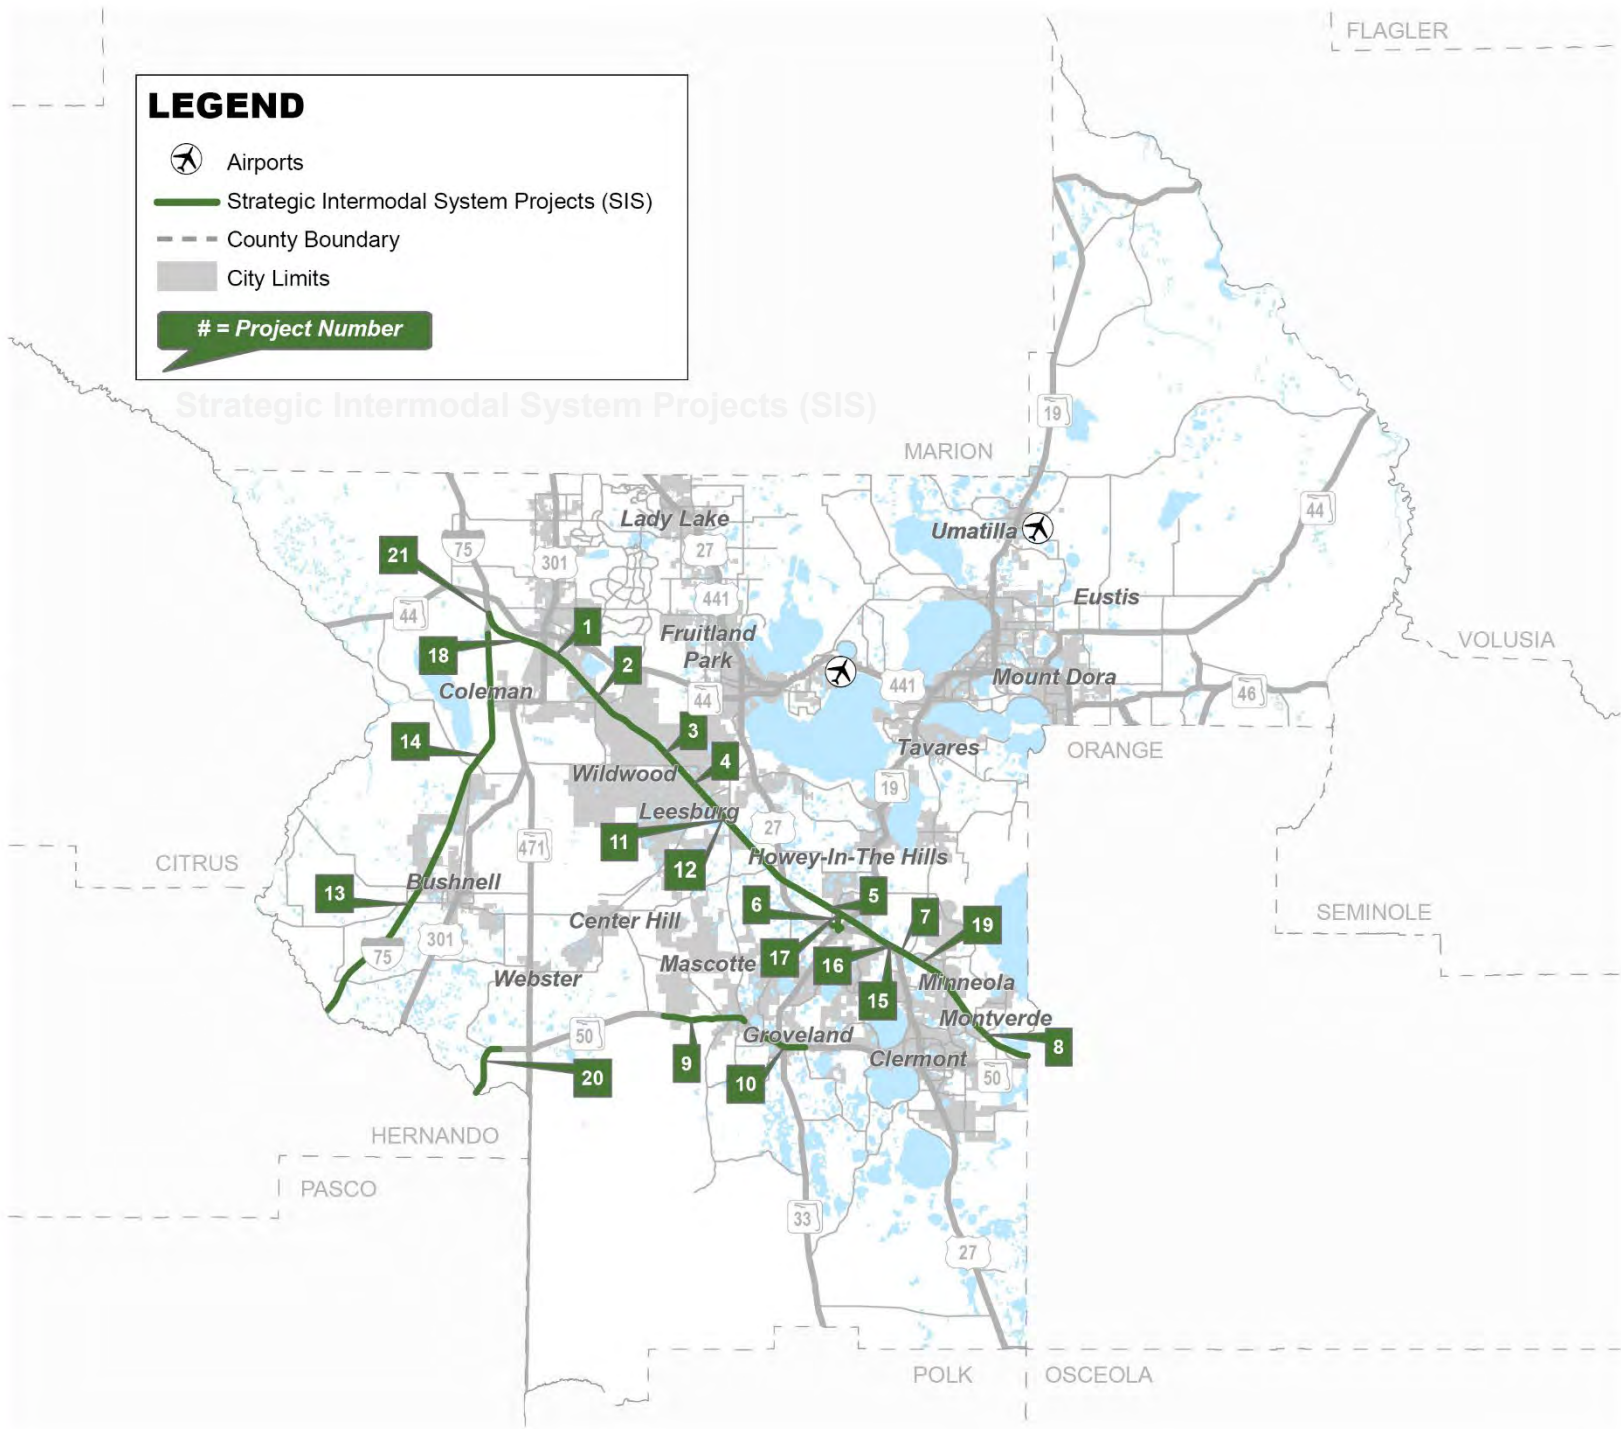 FLAGLER
LEGEND
Airports
Strategic Intermodal System Projects (SIS)
County Boundary
City Limits
# = Project Number
Strategic Intermodal System Projects (SIS)
19
MARION
44
Lady Lake
Umatilla
75
27
21
301
441
Eustis
44
1
Fruitland
Park
VOLUSIA
18
2
Coleman
44
441
Mount Dora
46
3
14
4
Tavares
ORANGE
Wildwood
19
Leesburg
27
11
471
Howey-In-The Hills
CITRUS
12
Bushnell
13
5
6
7
19
Center Hill
SEMINOLE
301
75
17
16
Mascotte
Webster
Minneola
15
Montverde
50
Groveland
8
Clermont
9
20
10
50
HERNANDO
PASCO
33
27
POLK
OSCEOLA